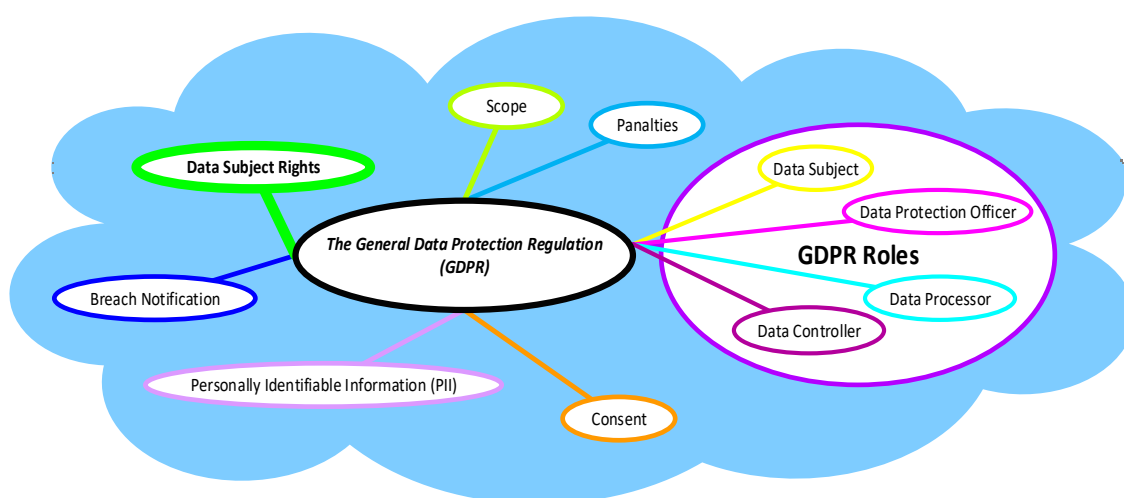 Scope
Panalties
Data Subject Rights
Data Subject
Data Protection Officer
The General Data Protection Regulation
(GDPR)
GDPR Roles
Breach Notification
Data Processor
Data Controller
Personally Identifiable Information (PII)
Consent